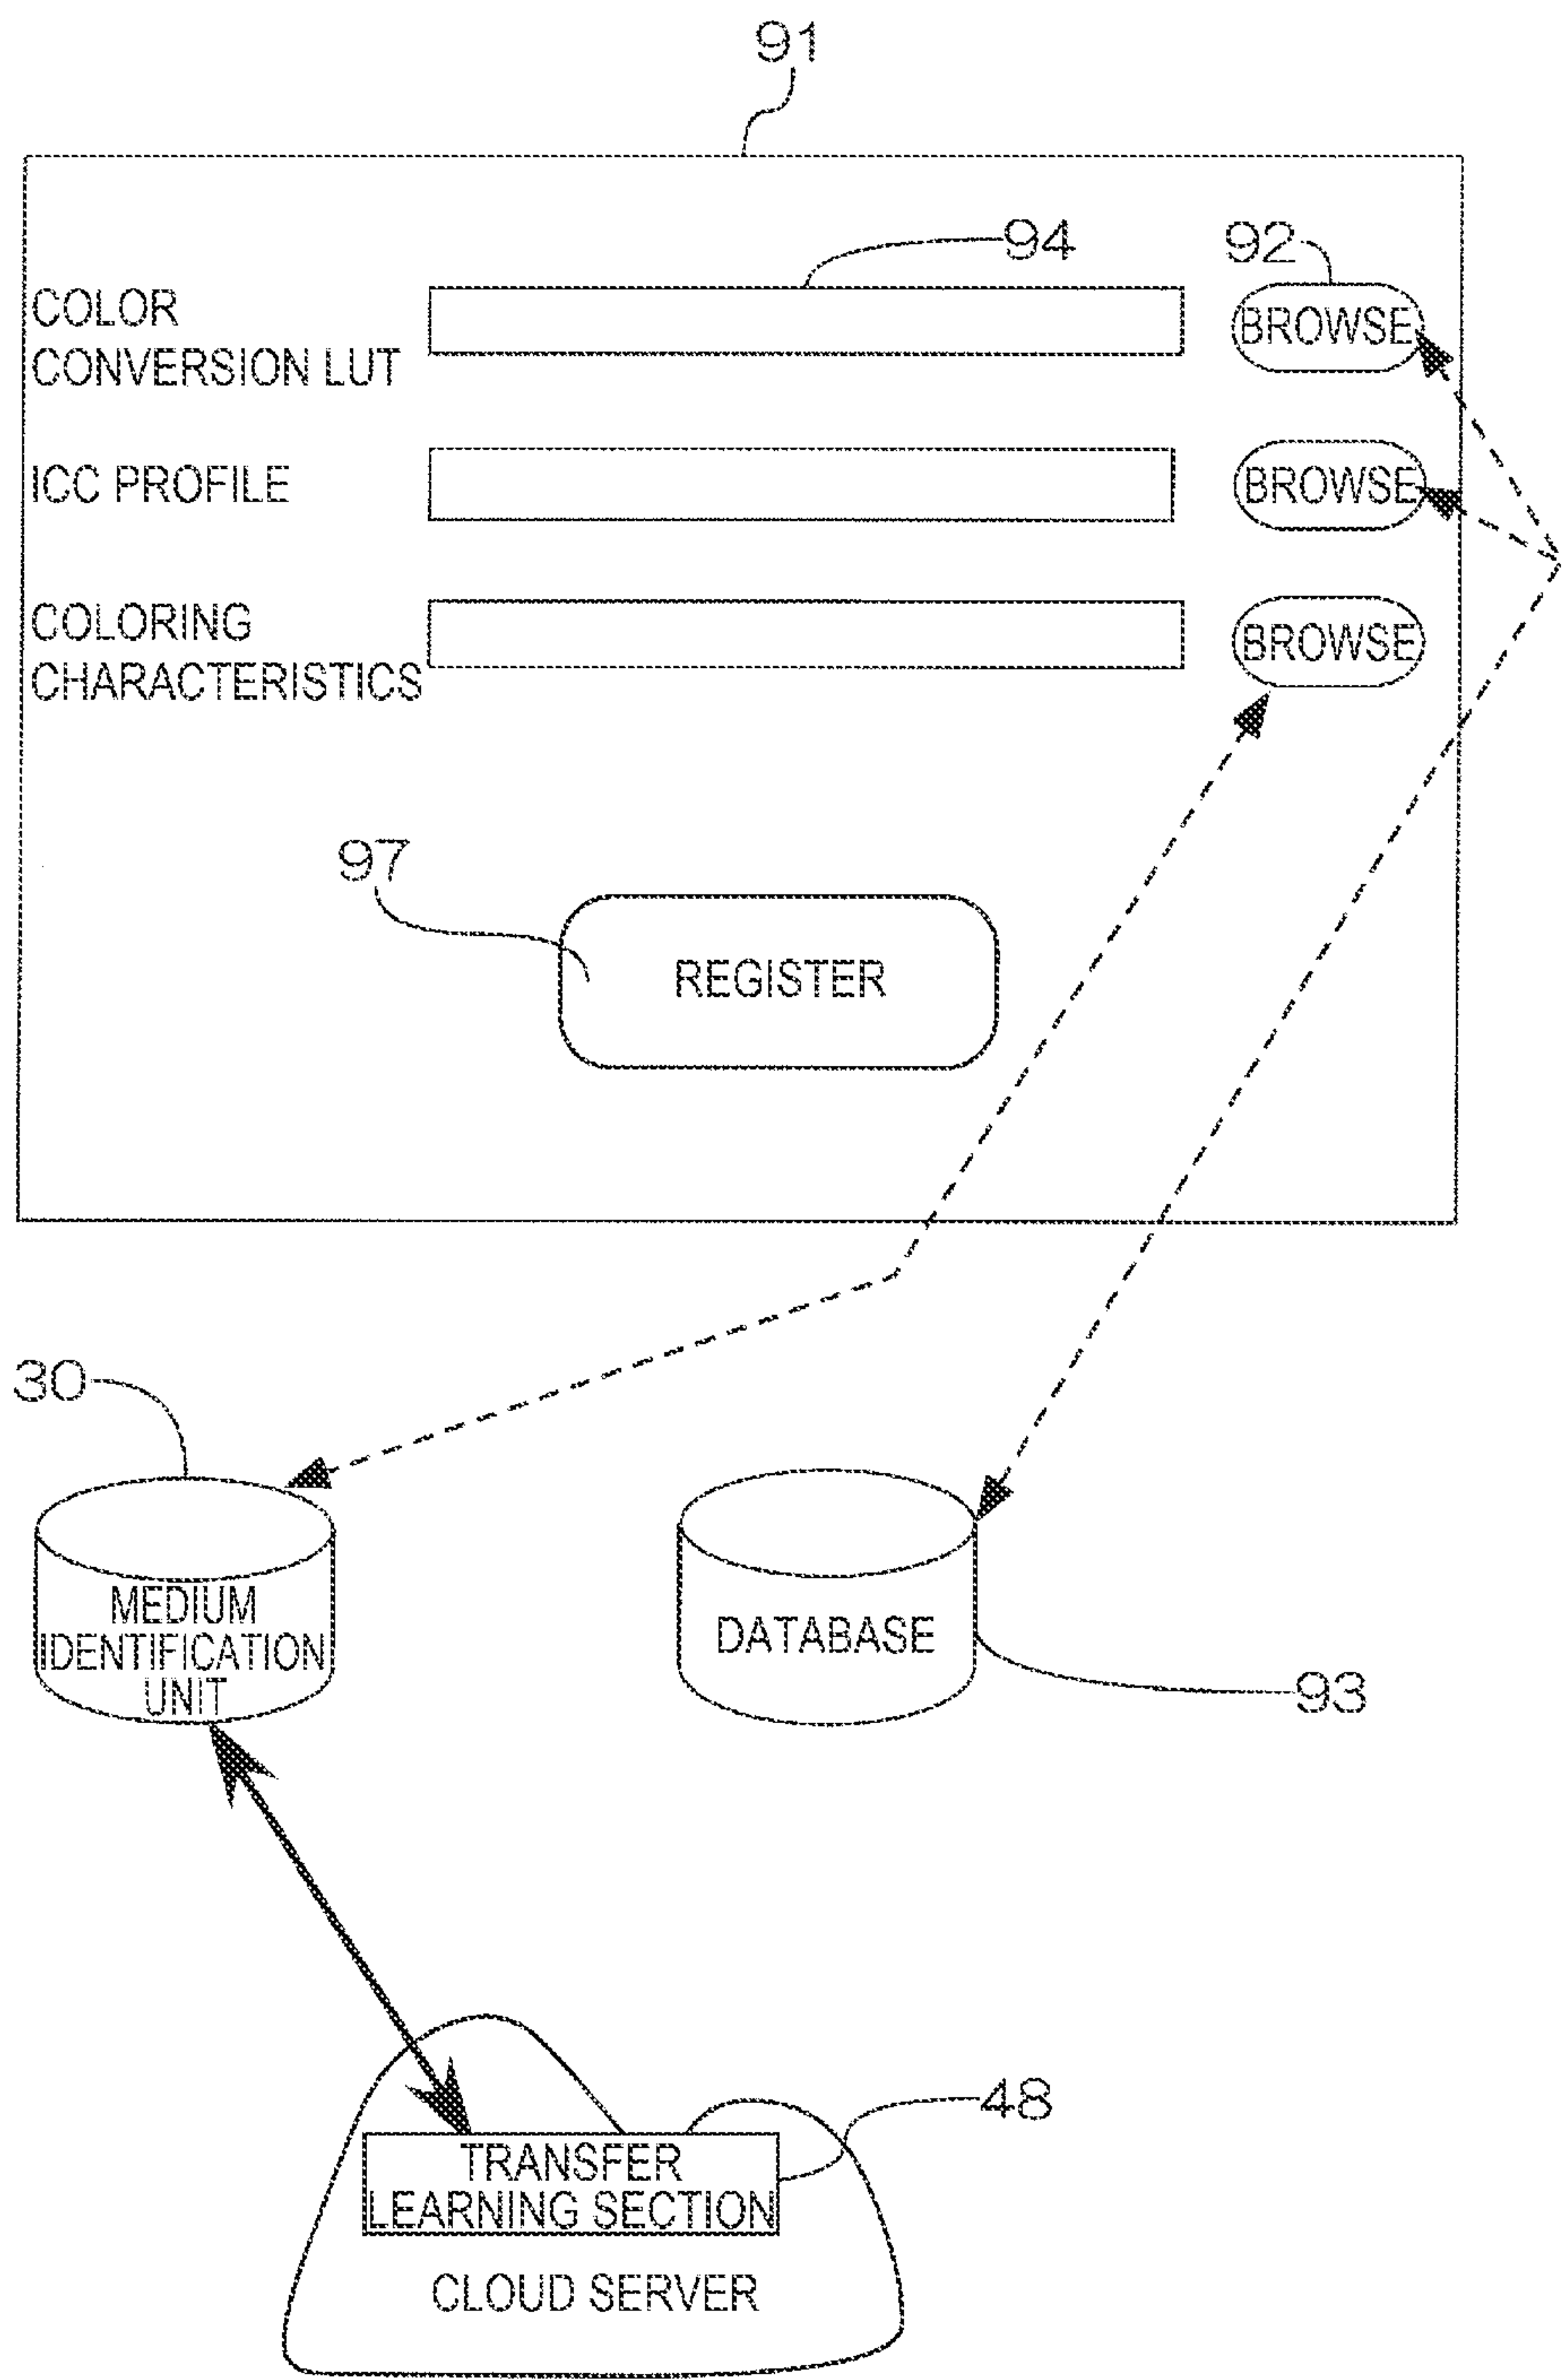 91
94
92
COLOR
CONVERSION LUT
BROWSE
ICC PROFILE
BROWSE
COLORING
CHARACTERISTICS
BROWSE
97
REGISTER
30
MEDIUM
IDENTIFICATION
UNIT
DATABASE
93
48
TRANSFER
LEARNING SECTION
CLOUD SERVER